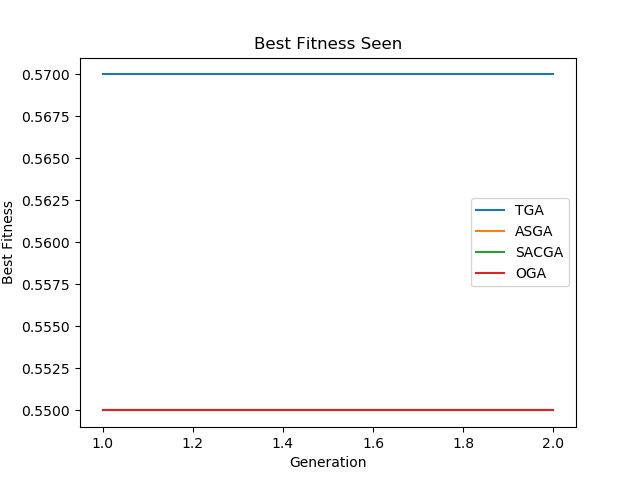 Best Fitness Seen
Best Fitness
0.5700
0.5675
0.5650
0.5625
0.5600
0.5575
0.5550
0.5525
0.5500
TGA
ASGA
SACGA
OGA
1.0 1.2 1.4 1.6 1.8 2.0
Generation